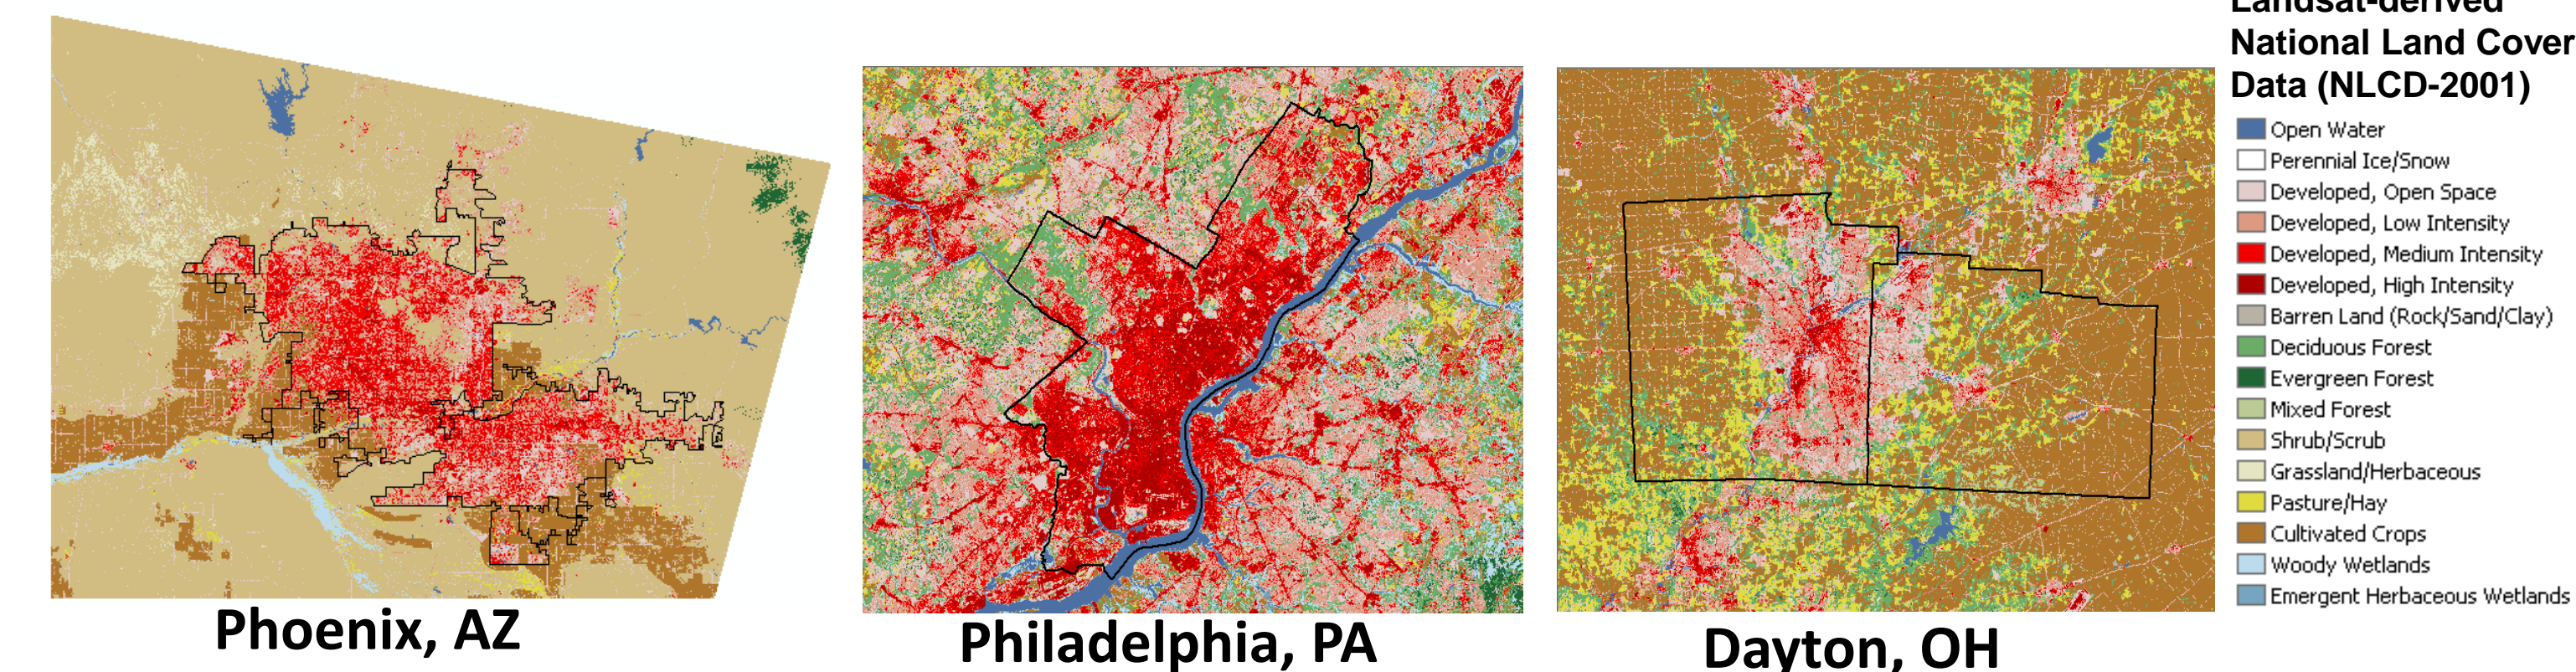 Landsat-derived
National Land Cover
Data (NLCD-2001)
Open Water
Perennial Ice/Snow
Developed, Open Space
Developed, Low Intensity
Developed, Medium Intensity
Developed, High Intensity
Barren Land (Rock/Sand/Clay)
Deciduous Forest
Evergreen Forest
Mixed Forest
Shrub/Scrub
Grassland/Herbaceous
Pasture/Hay
Cultivated Crops
Woody Wetlands
Emergent Herbaceous Wetlands
Phoenix, AZ
Philadelphia, PA
Dayton, OH